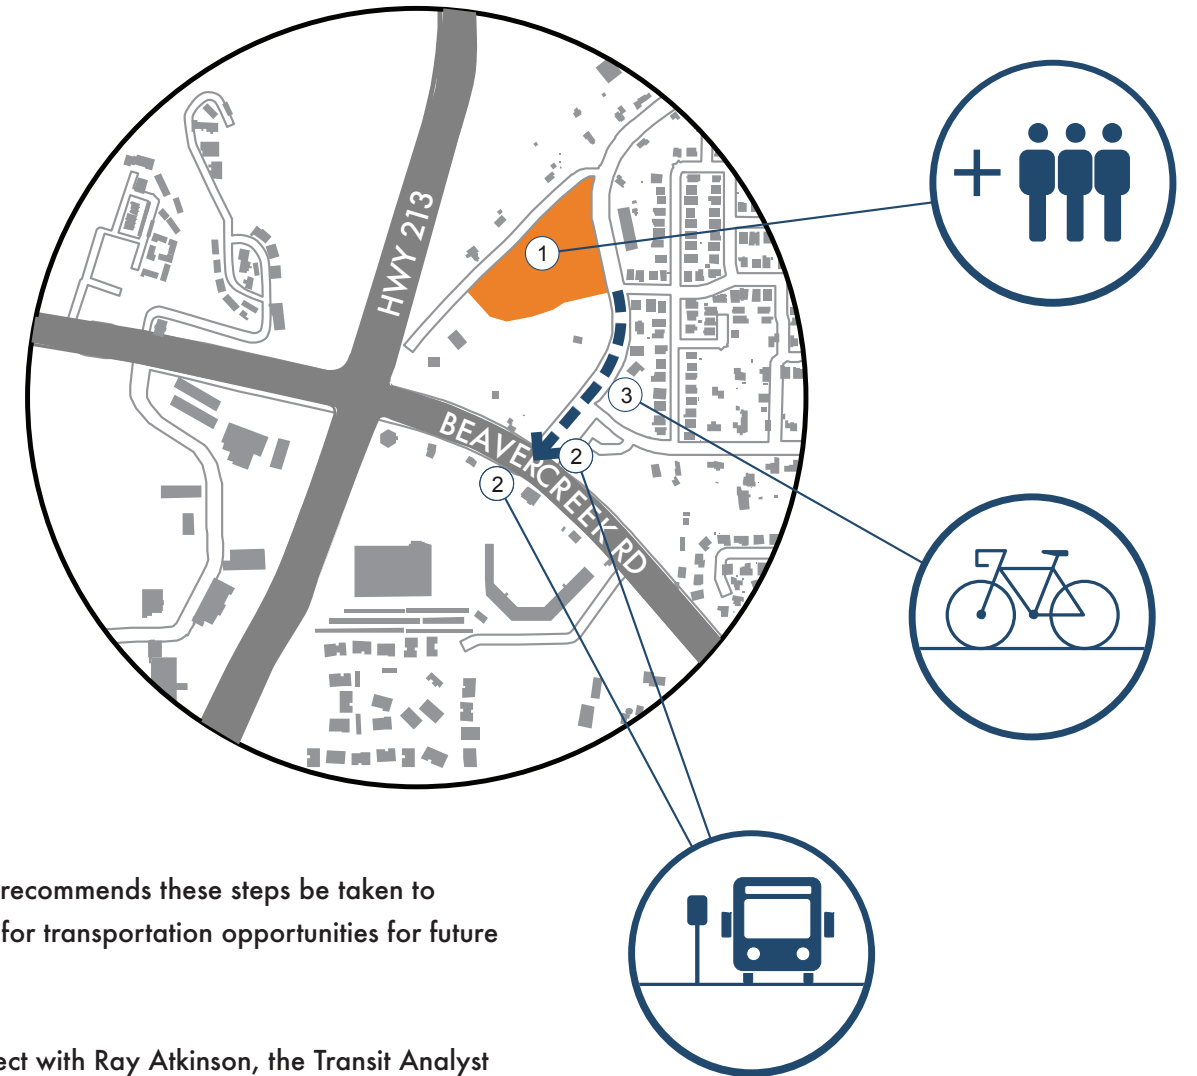 HWY 213
1
3
BEAVERCREEK RD
2
2
recommends these steps be taken to
for transportation opportunities for future
ect with Ray Atkinson, the Transit Analyst